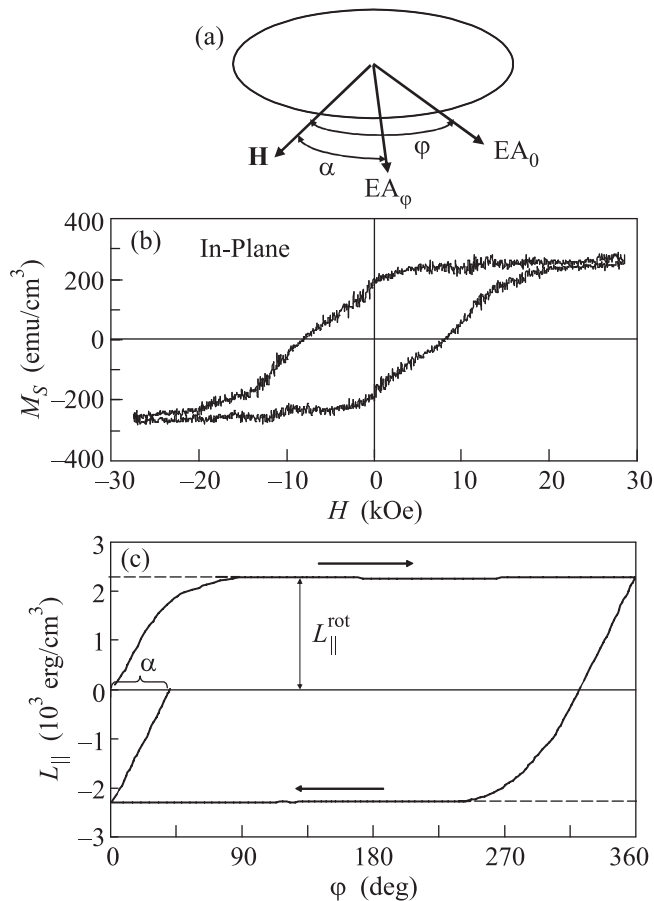 (a)
H
α
EAφ
φ
EA₀
(b)
In-Plane
400
200
0
−200
−400
M_S (emu/cm³)
−30 −20 −10 0 10 20 30
H (kOe)
(c)
3
2
1
0
−1
−2
−3
L|| (10³ erg/cm³)
α
L||^rot
0 90 180 270 360
φ (deg)